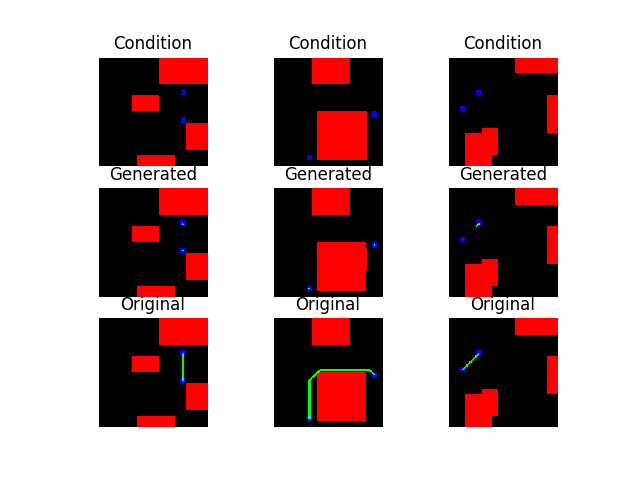 Condition Condition Condition
Generated Generated Generated
Original Original Original